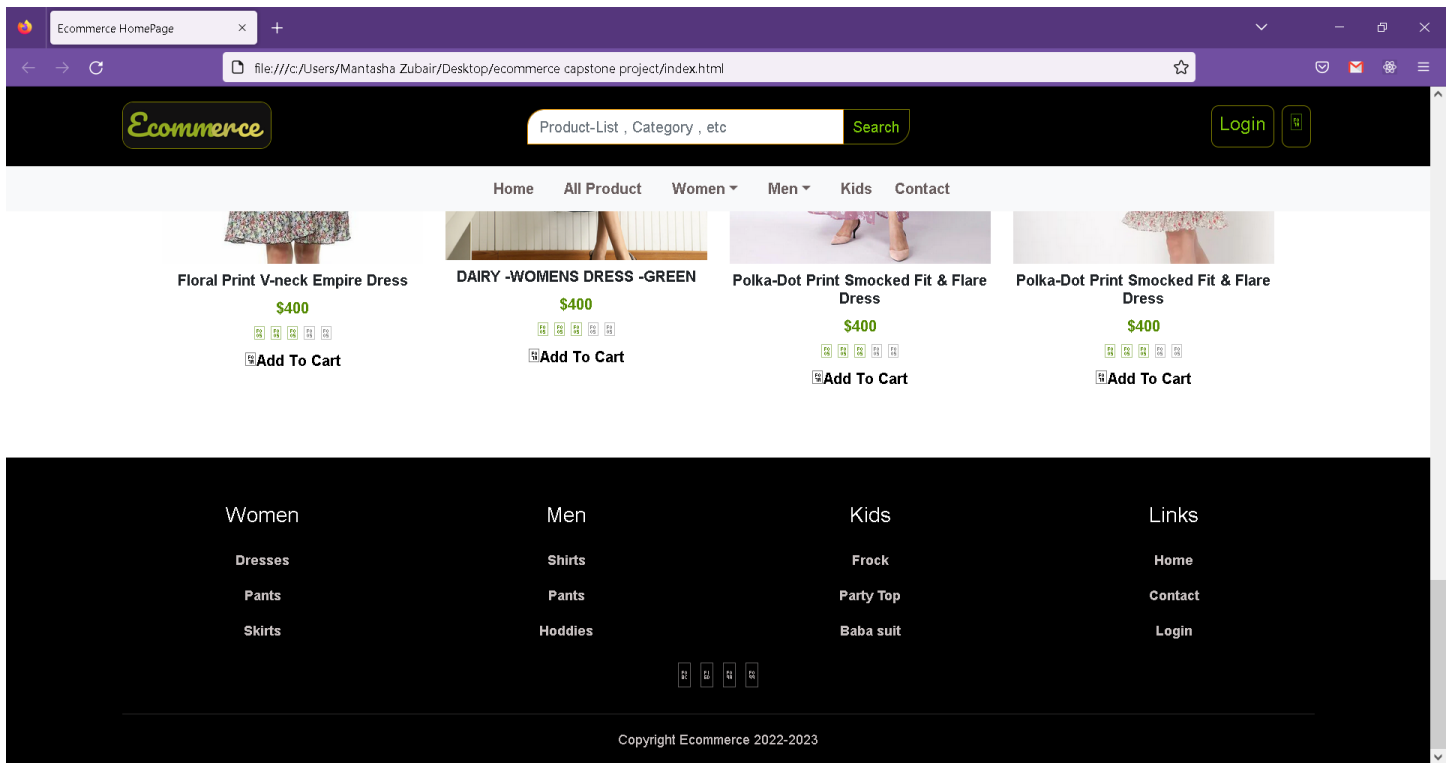 Ecommerce HomePage
file:///c:/Users/Mantasha Zubair/Desktop/ecommerce capstone project/index.html
Ecommerce
Product-List , Category , etc
Search
Login
Home All Product Women Men Kids Contact
Floral Print V-neck Empire Dress
$400
Add To Cart
DAIRY -WOMENS DRESS -GREEN
$400
Add To Cart
Polka-Dot Print Smocked Fit & Flare
Dress
$400
Add To Cart
Polka-Dot Print Smocked Fit & Flare
Dress
$400
Add To Cart
Women
Dresses
Pants
Skirts
Men
Shirts
Pants
Hoddies
Kids
Frock
Party Top
Baba suit
Links
Home
Contact
Login
Copyright Ecommerce 2022-2023